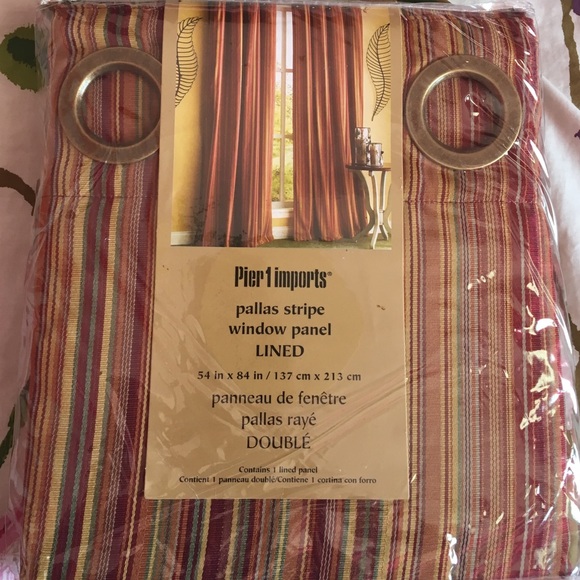 Pier 1 imports®
pallas stripe
window panel
LINED
54 in x 84 in / 137 cm x 213 cm
panneau de fenêtre
pallas rayé
DOUBLÉ
Contains 1 lined panel
Contient 1 panneau doublé/Contiene 1 cortina con forro